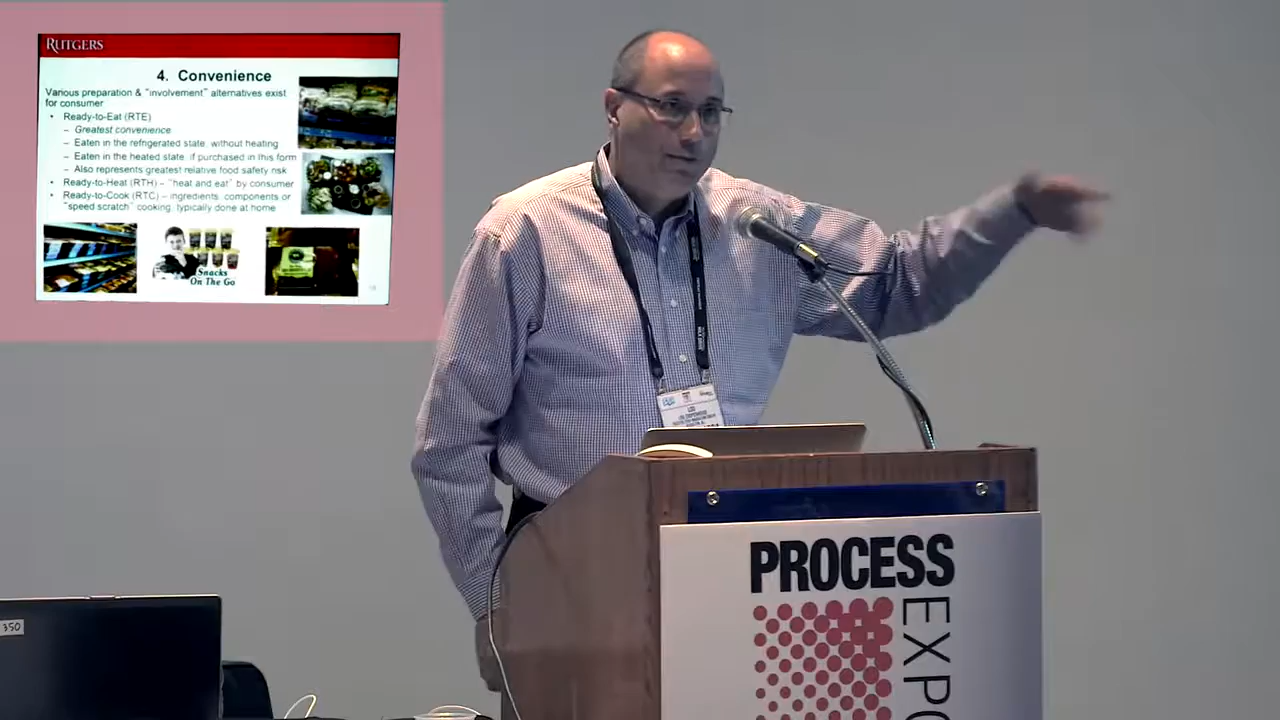 RUTGERS
4. Convenience
Various preparation & "involvement" alternatives exist
for consumer
• Ready-to-Eat (RTE)
– Greatest convenience
– Eaten in the refrigerated state, without heating
– Eaten in the heated state, if purchased in this form
– Also represents greatest relative food safety risk
• Ready-to-Heat (RTH) – "heat and eat" by consumer
• Ready-to-Cook (RTC) – ingredients, components or
"speed scratch" cooking, typically done at home
Snacks
On The Go
350
PROCESS
EXPO